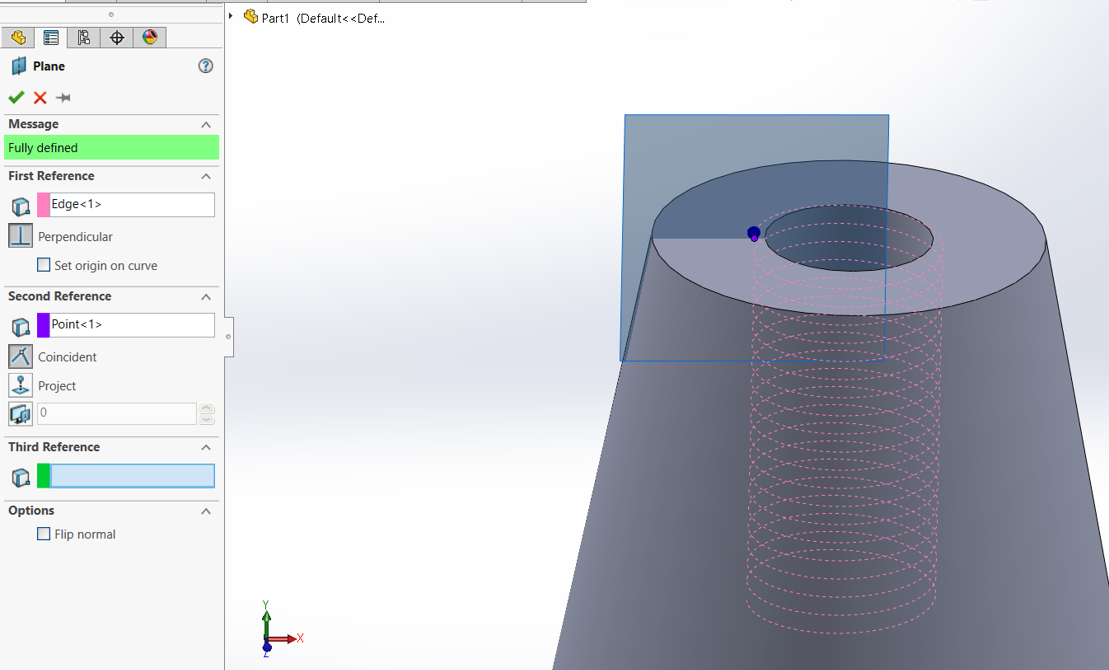 Part1 (Default<<Def...
Plane
Message
Fully defined
First Reference
Edge<1>
Perpendicular
Set origin on curve
Second Reference
Point<1>
Coincident
Project
0
Third Reference
Options
Flip normal
Y
X
Z